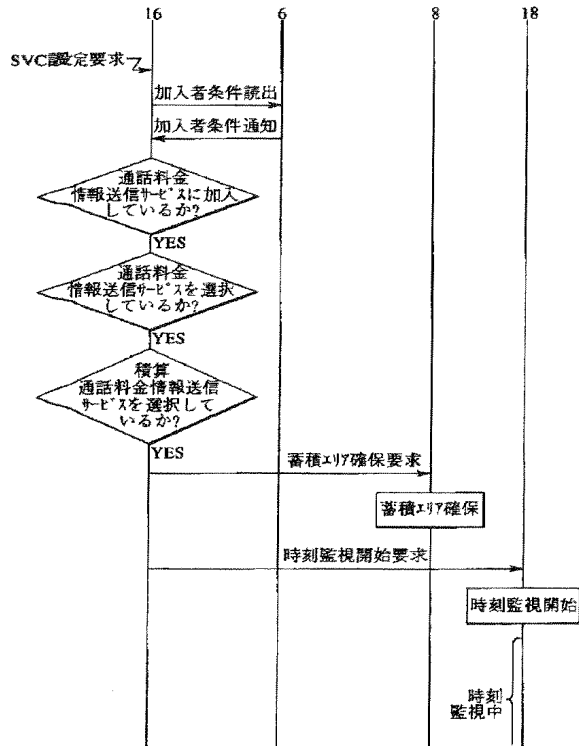 16 6 8 18
SVC設定要求
加入者条件読出
加入者条件通知
通話料金
情報送信ｻｰﾋﾞｽに加入
しているか?
YES
通話料金
情報送信ｻｰﾋﾞｽを選択
しているか?
YES
積算
通話料金情報送信
ｻｰﾋﾞｽを選択して
いるか?
YES
蓄積ｴﾘｱ確保要求
蓄積ｴﾘｱ確保
時刻監視開始要求
時刻監視開始
時刻
監視中